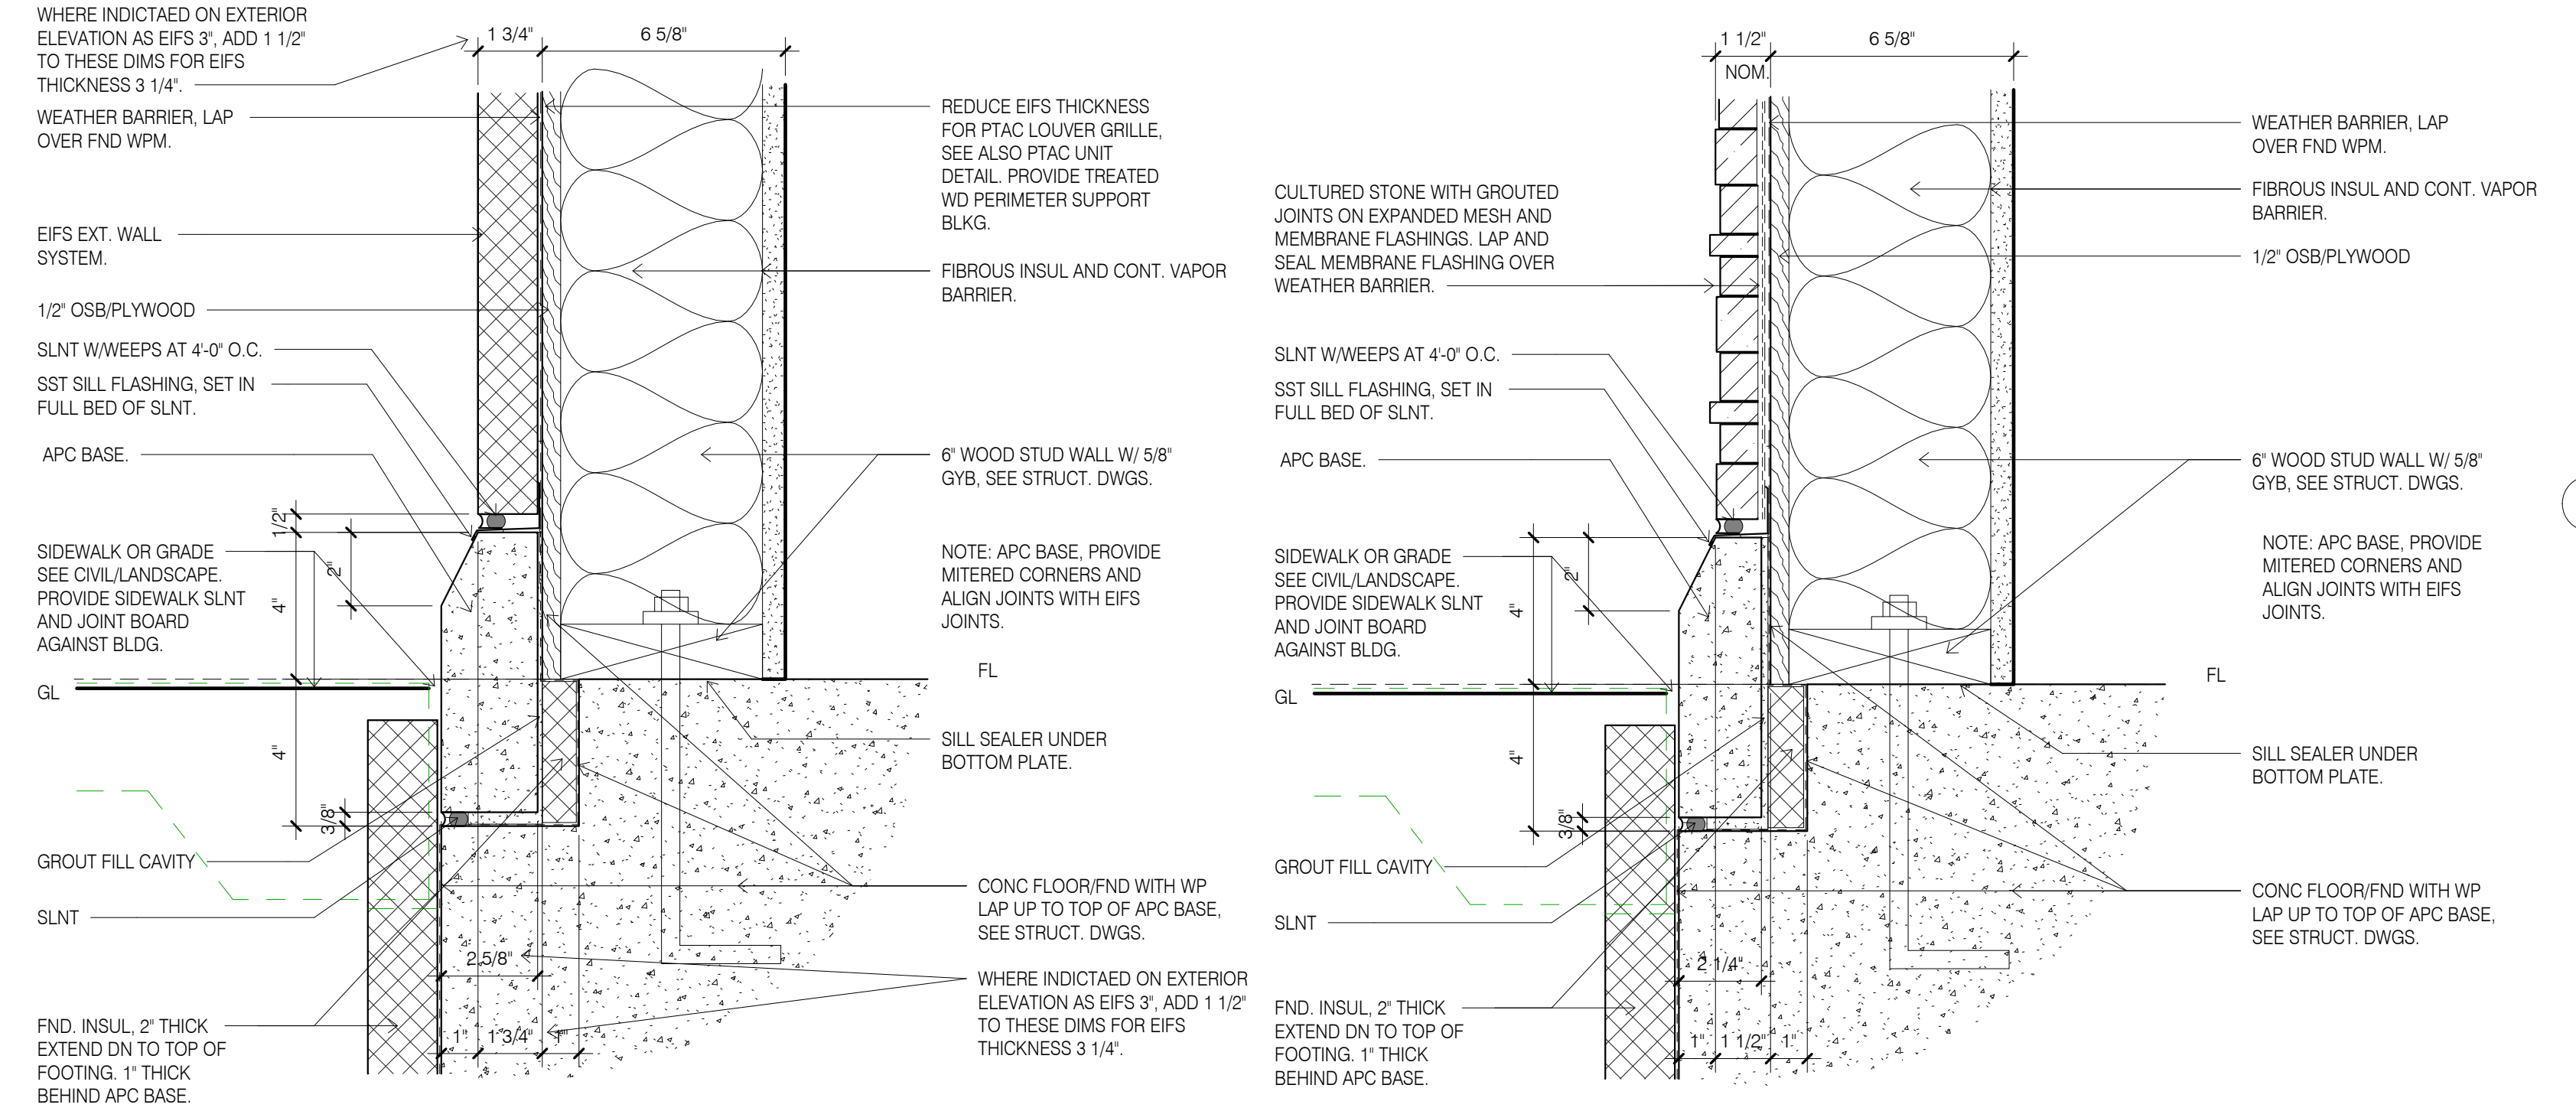 WHERE INDICTAED ON EXTERIOR
ELEVATION AS EIFS 3", ADD 1 1/2"
TO THESE DIMS FOR EIFS
THICKNESS 3 1/4".
WEATHER BARRIER, LAP
OVER FND WPM.
EIFS EXT. WALL
SYSTEM.
1/2" OSB/PLYWOOD
SLNT W/WEEPS AT 4'-0" O.C.
SST SILL FLASHING, SET IN
FULL BED OF SLNT.
APC BASE.
SIDEWALK OR GRADE
SEE CIVIL/LANDSCAPE.
PROVIDE SIDEWALK SLNT
AND JOINT BOARD
AGAINST BLDG.
GL
GROUT FILL CAVITY
SLNT
FND. INSUL, 2" THICK
EXTEND DN TO TOP OF
FOOTING. 1" THICK
BEHIND APC BASE.
1 3/4"
6 5/8"
1/2"
2"
4"
4"
3/8"
2 5/8"
1"
1 3/4"
1"
REDUCE EIFS THICKNESS
FOR PTAC LOUVER GRILLE,
SEE ALSO PTAC UNIT
DETAIL. PROVIDE TREATED
WD PERIMETER SUPPORT
BLKG.
FIBROUS INSUL AND CONT. VAPOR
BARRIER.
6" WOOD STUD WALL W/ 5/8"
GYB, SEE STRUCT. DWGS.
NOTE: APC BASE, PROVIDE
MITERED CORNERS AND
ALIGN JOINTS WITH EIFS
JOINTS.
FL
SILL SEALER UNDER
BOTTOM PLATE.
CONC FLOOR/FND WITH WP
LAP UP TO TOP OF APC BASE,
SEE STRUCT. DWGS.
WHERE INDICTAED ON EXTERIOR
ELEVATION AS EIFS 3", ADD 1 1/2"
TO THESE DIMS FOR EIFS
THICKNESS 3 1/4".
CULTURED STONE WITH GROUTED
JOINTS ON EXPANDED MESH AND
MEMBRANE FLASHINGS. LAP AND
SEAL MEMBRANE FLASHING OVER
WEATHER BARRIER.
SLNT W/WEEPS AT 4'-0" O.C.
SST SILL FLASHING, SET IN
FULL BED OF SLNT.
APC BASE.
SIDEWALK OR GRADE
SEE CIVIL/LANDSCAPE.
PROVIDE SIDEWALK SLNT
AND JOINT BOARD
AGAINST BLDG.
GL
GROUT FILL CAVITY
SLNT
FND. INSUL, 2" THICK
EXTEND DN TO TOP OF
FOOTING. 1" THICK
BEHIND APC BASE.
1 1/2"
NOM.
6 5/8"
2"
4"
4"
3/8"
2 1/4"
1"
1 1/2"
1"
WEATHER BARRIER, LAP
OVER FND WPM.
FIBROUS INSUL AND CONT. VAPOR
BARRIER.
1/2" OSB/PLYWOOD
6" WOOD STUD WALL W/ 5/8"
GYB, SEE STRUCT. DWGS.
NOTE: APC BASE, PROVIDE
MITERED CORNERS AND
ALIGN JOINTS WITH EIFS
JOINTS.
FL
SILL SEALER UNDER
BOTTOM PLATE.
CONC FLOOR/FND WITH WP
LAP UP TO TOP OF APC BASE,
SEE STRUCT. DWGS.